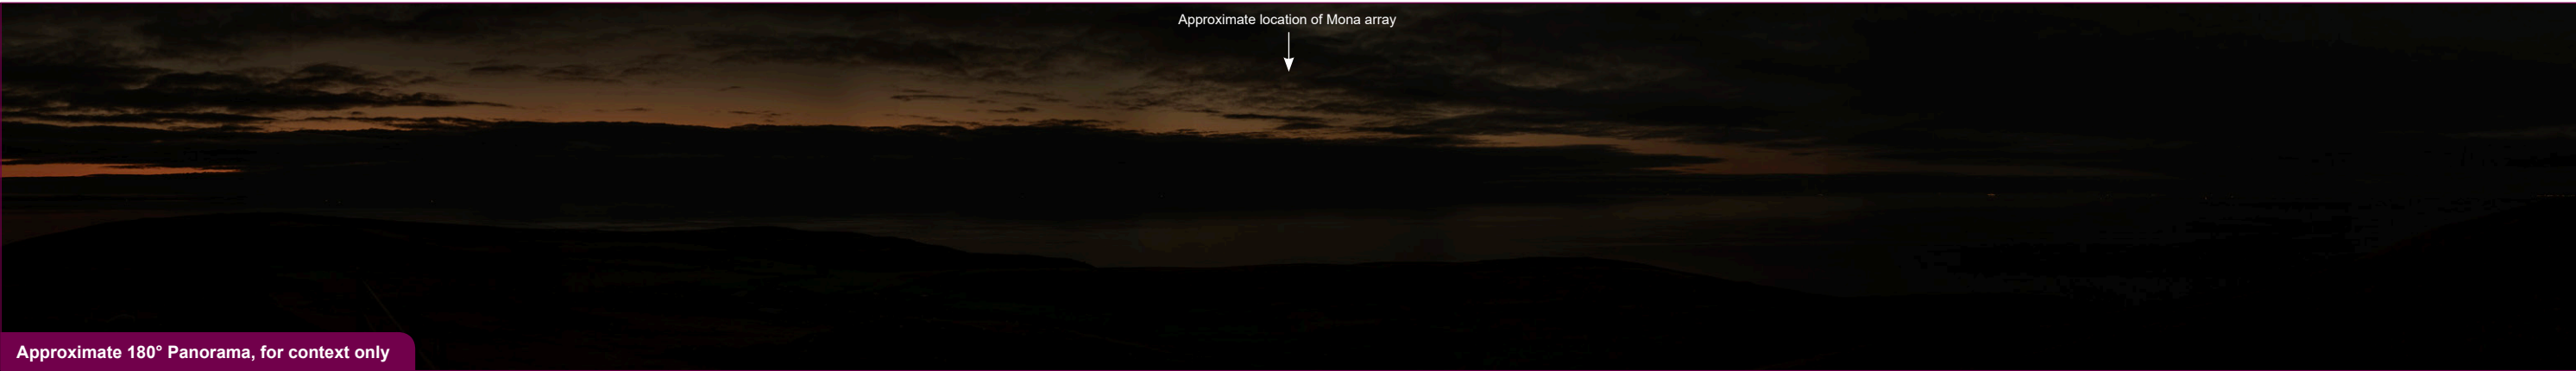 Approximate location of Mona array
Approximate 180° Panorama, for context only